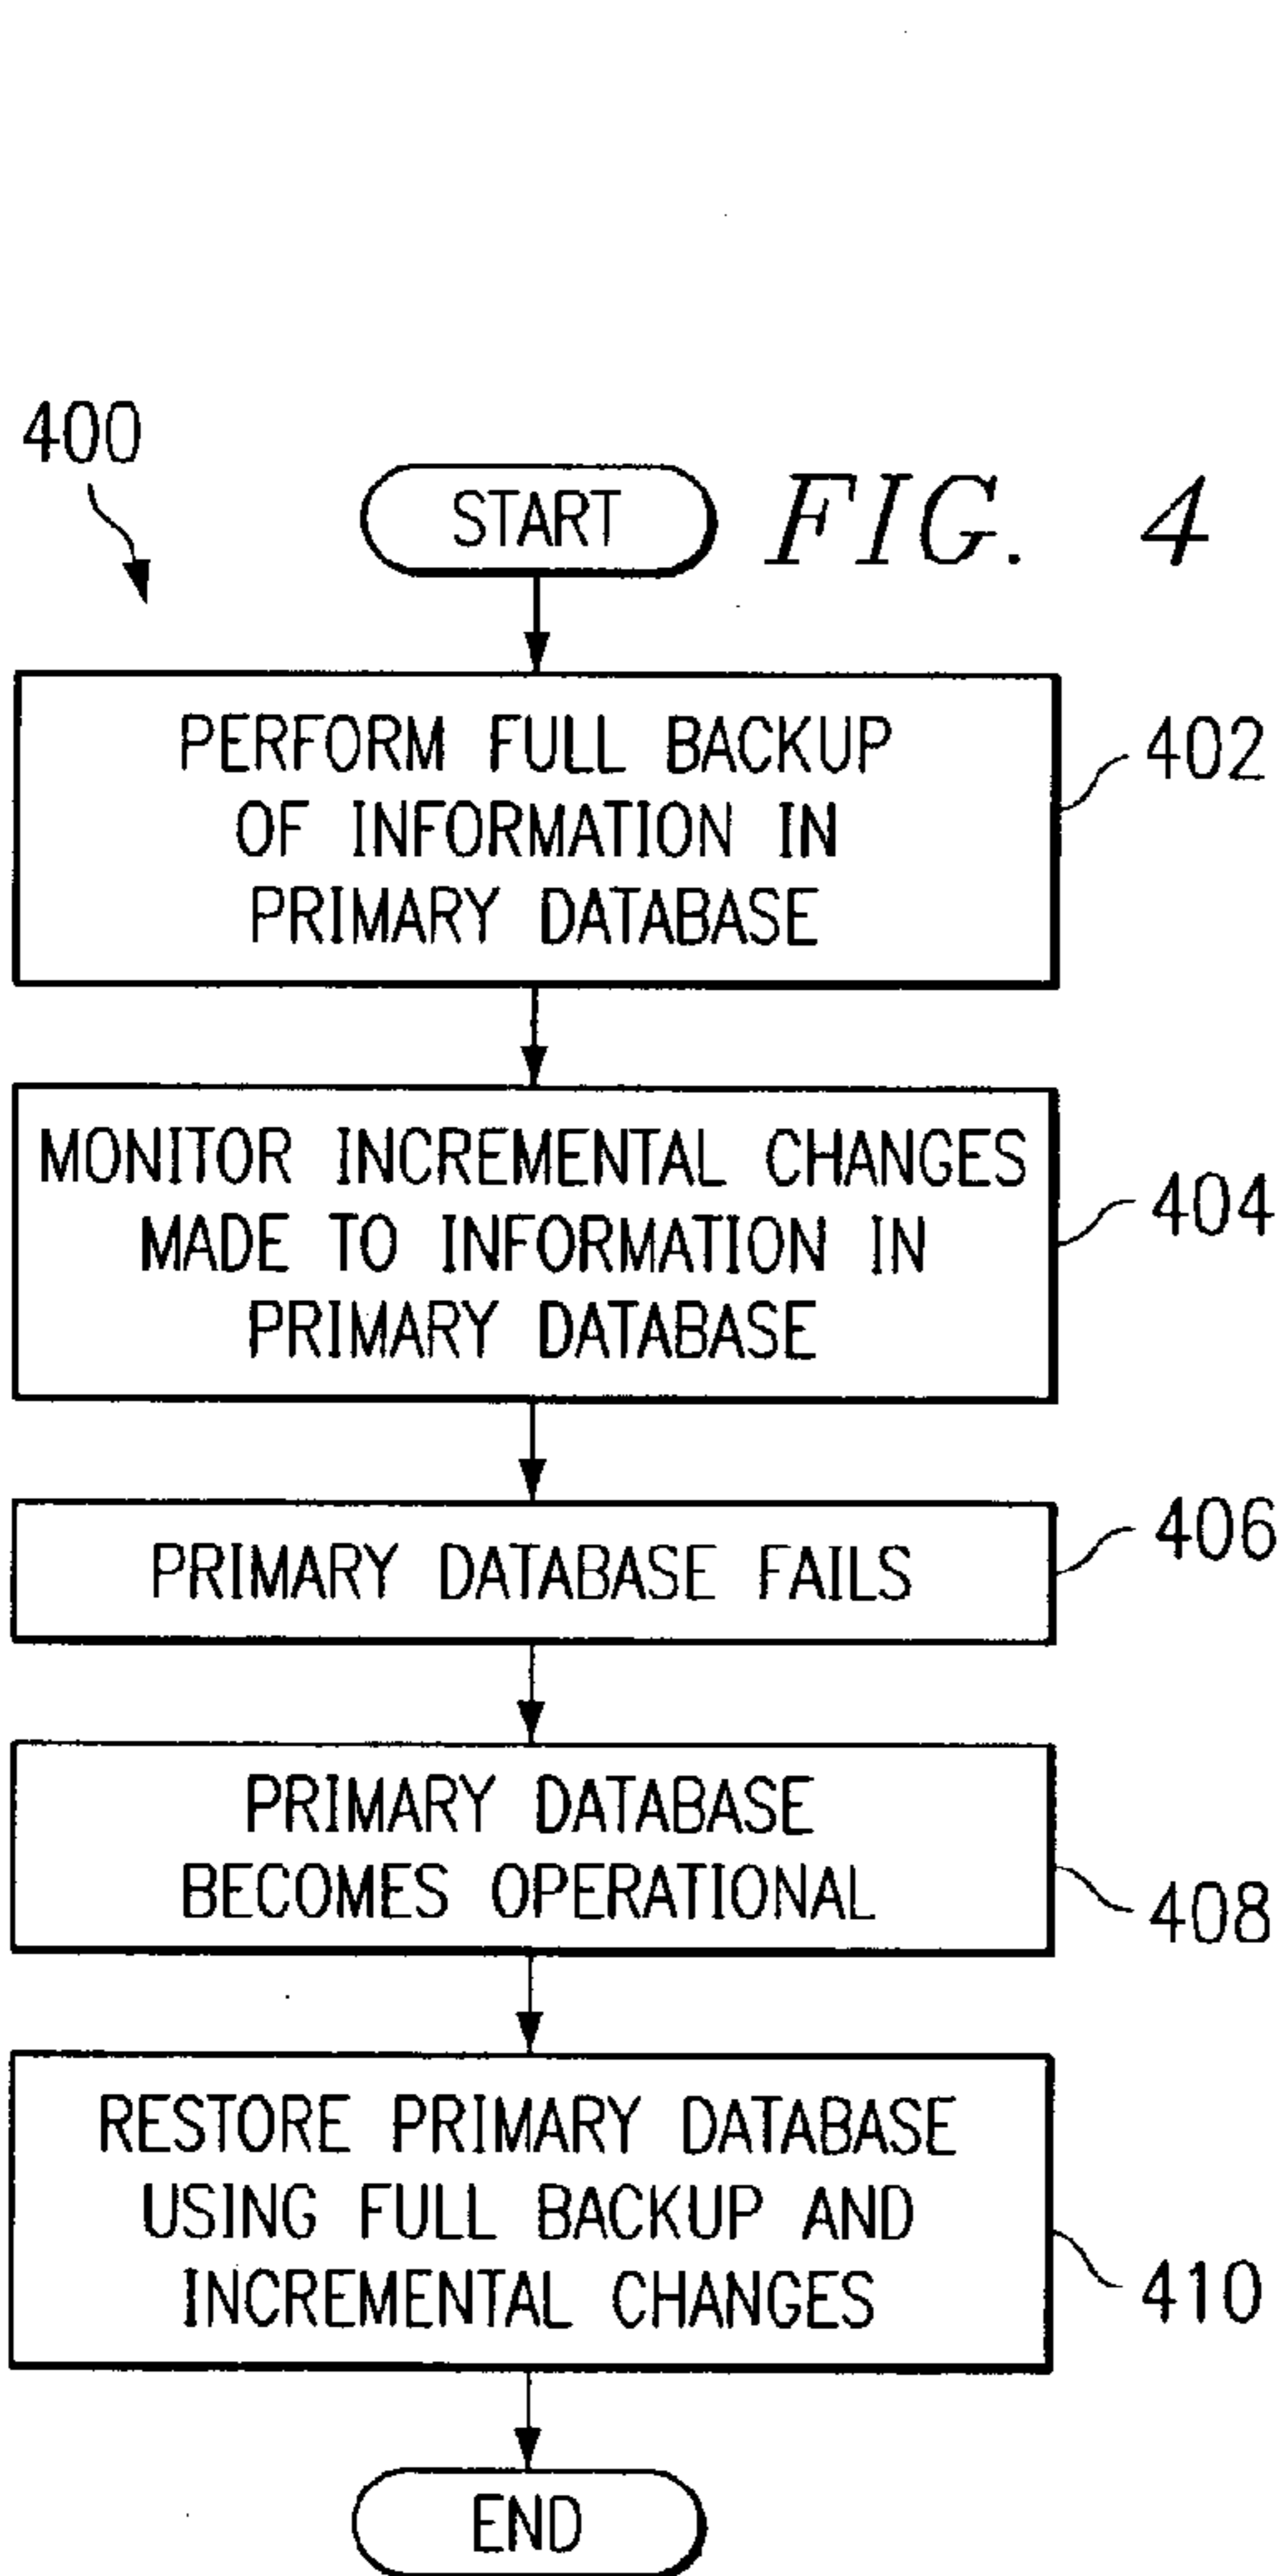 400
START
FIG. 4
PERFORM FULL BACKUP
OF INFORMATION IN
PRIMARY DATABASE
402
MONITOR INCREMENTAL CHANGES
MADE TO INFORMATION IN
PRIMARY DATABASE
404
PRIMARY DATABASE FAILS
406
PRIMARY DATABASE
BECOMES OPERATIONAL
408
RESTORE PRIMARY DATABASE
USING FULL BACKUP AND
INCREMENTAL CHANGES
410
END